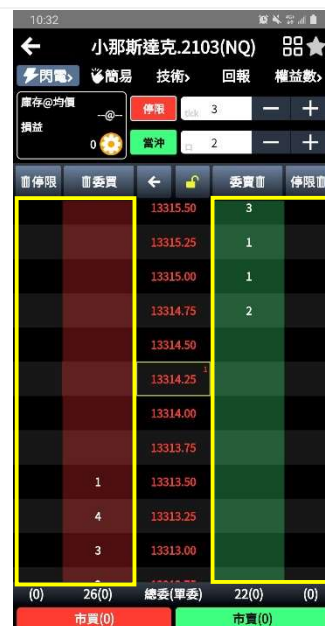 10:32
小那斯達克.2103(NQ)
閃電› 簡易 技術› 回報 權益數›
庫存@均價 --@-- 停限 tick 3 − +
損益 0 當沖 口 2 − +
停限 委買 ← 委賣 停限
13315.50 3
13315.25 1
13315.00 1
13314.75 2
13314.50
13314.25 1
13314.00
13313.75
1 13313.50
4 13313.25
3 13313.00
(0) 26(0) 總委(單委) 22(0) (0)
市買(0) 市賣(0)